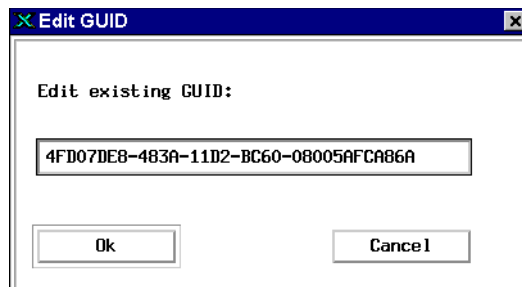 Edit GUID
Edit existing GUID:
4FD07DE8-483A-11D2-BC60-08005AFCA86A
Ok
Cancel